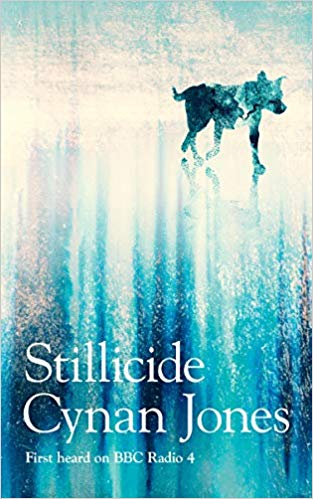 Stillicide
Cynan Jones
First heard on BBC Radio 4